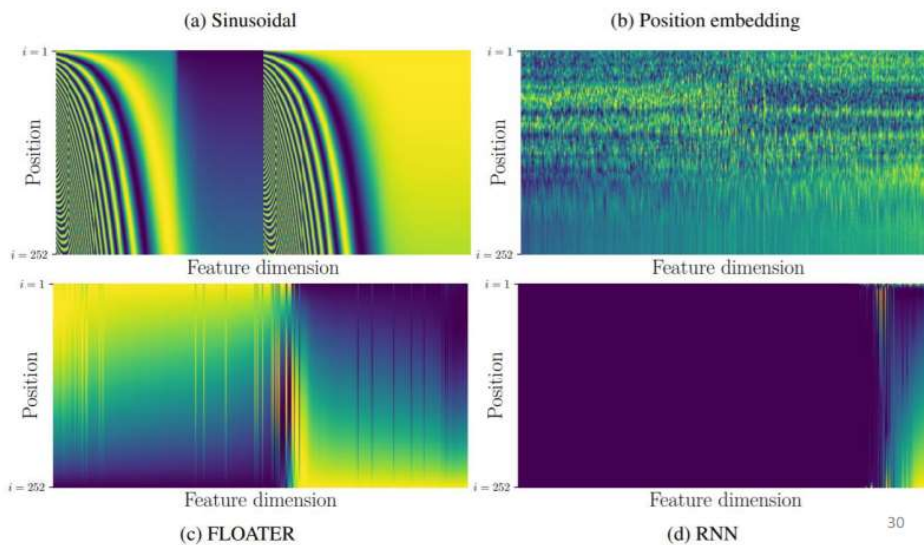 (a) Sinusoidal
(b) Position embedding
i = 1
Position
i = 252
Feature dimension
i = 1
Position
i = 252
Feature dimension
i = 1
Position
i = 252
Feature dimension
i = 1
Position
i = 252
Feature dimension
(c) FLOATER
(d) RNN
30